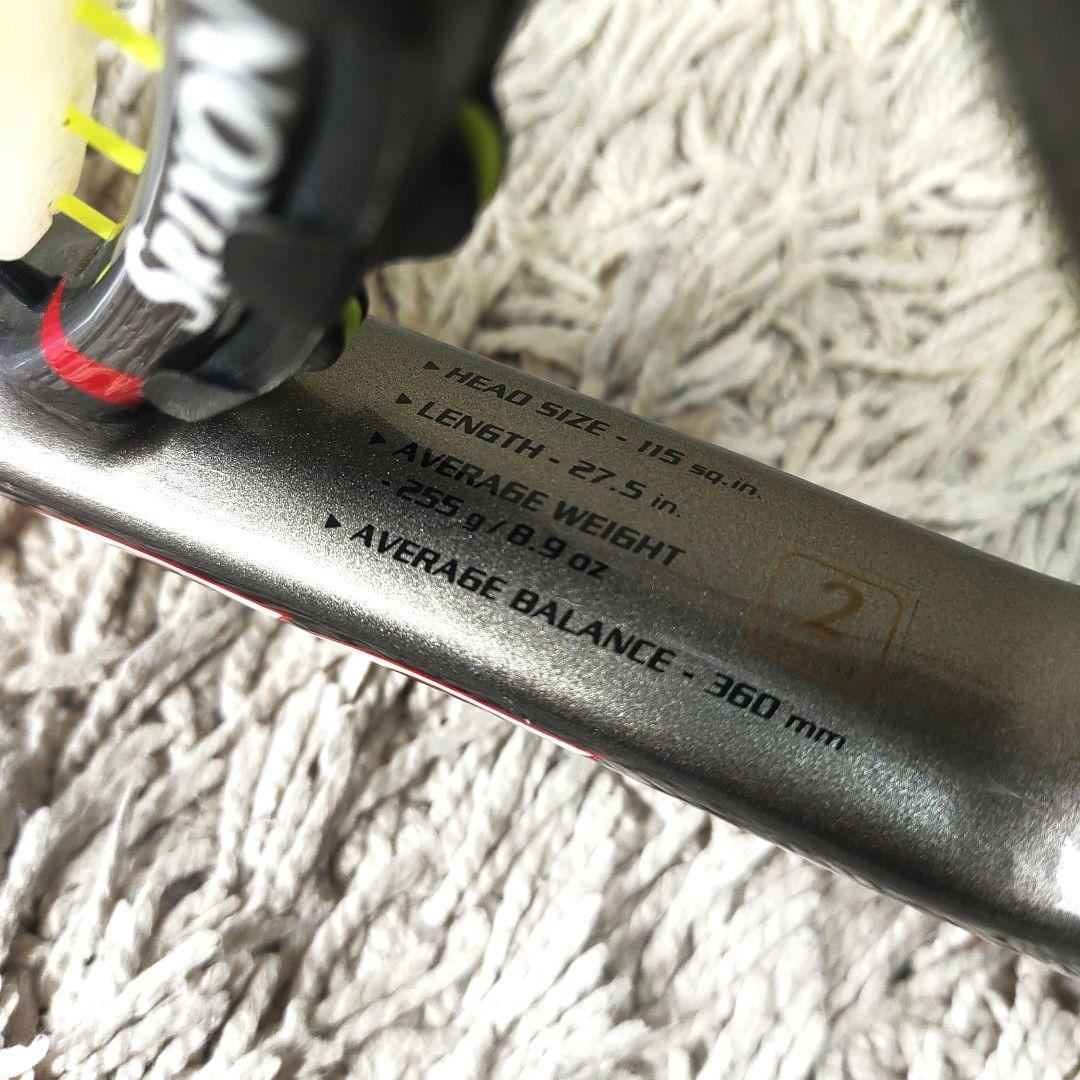 ▶ HEAD SIZE - 115 sq.in.
▶ LENGTH - 27.5 in.
▶ AVERAGE WEIGHT
- 255 g / 8.9 oz
▶ AVERAGE BALANCE - 360 mm
2